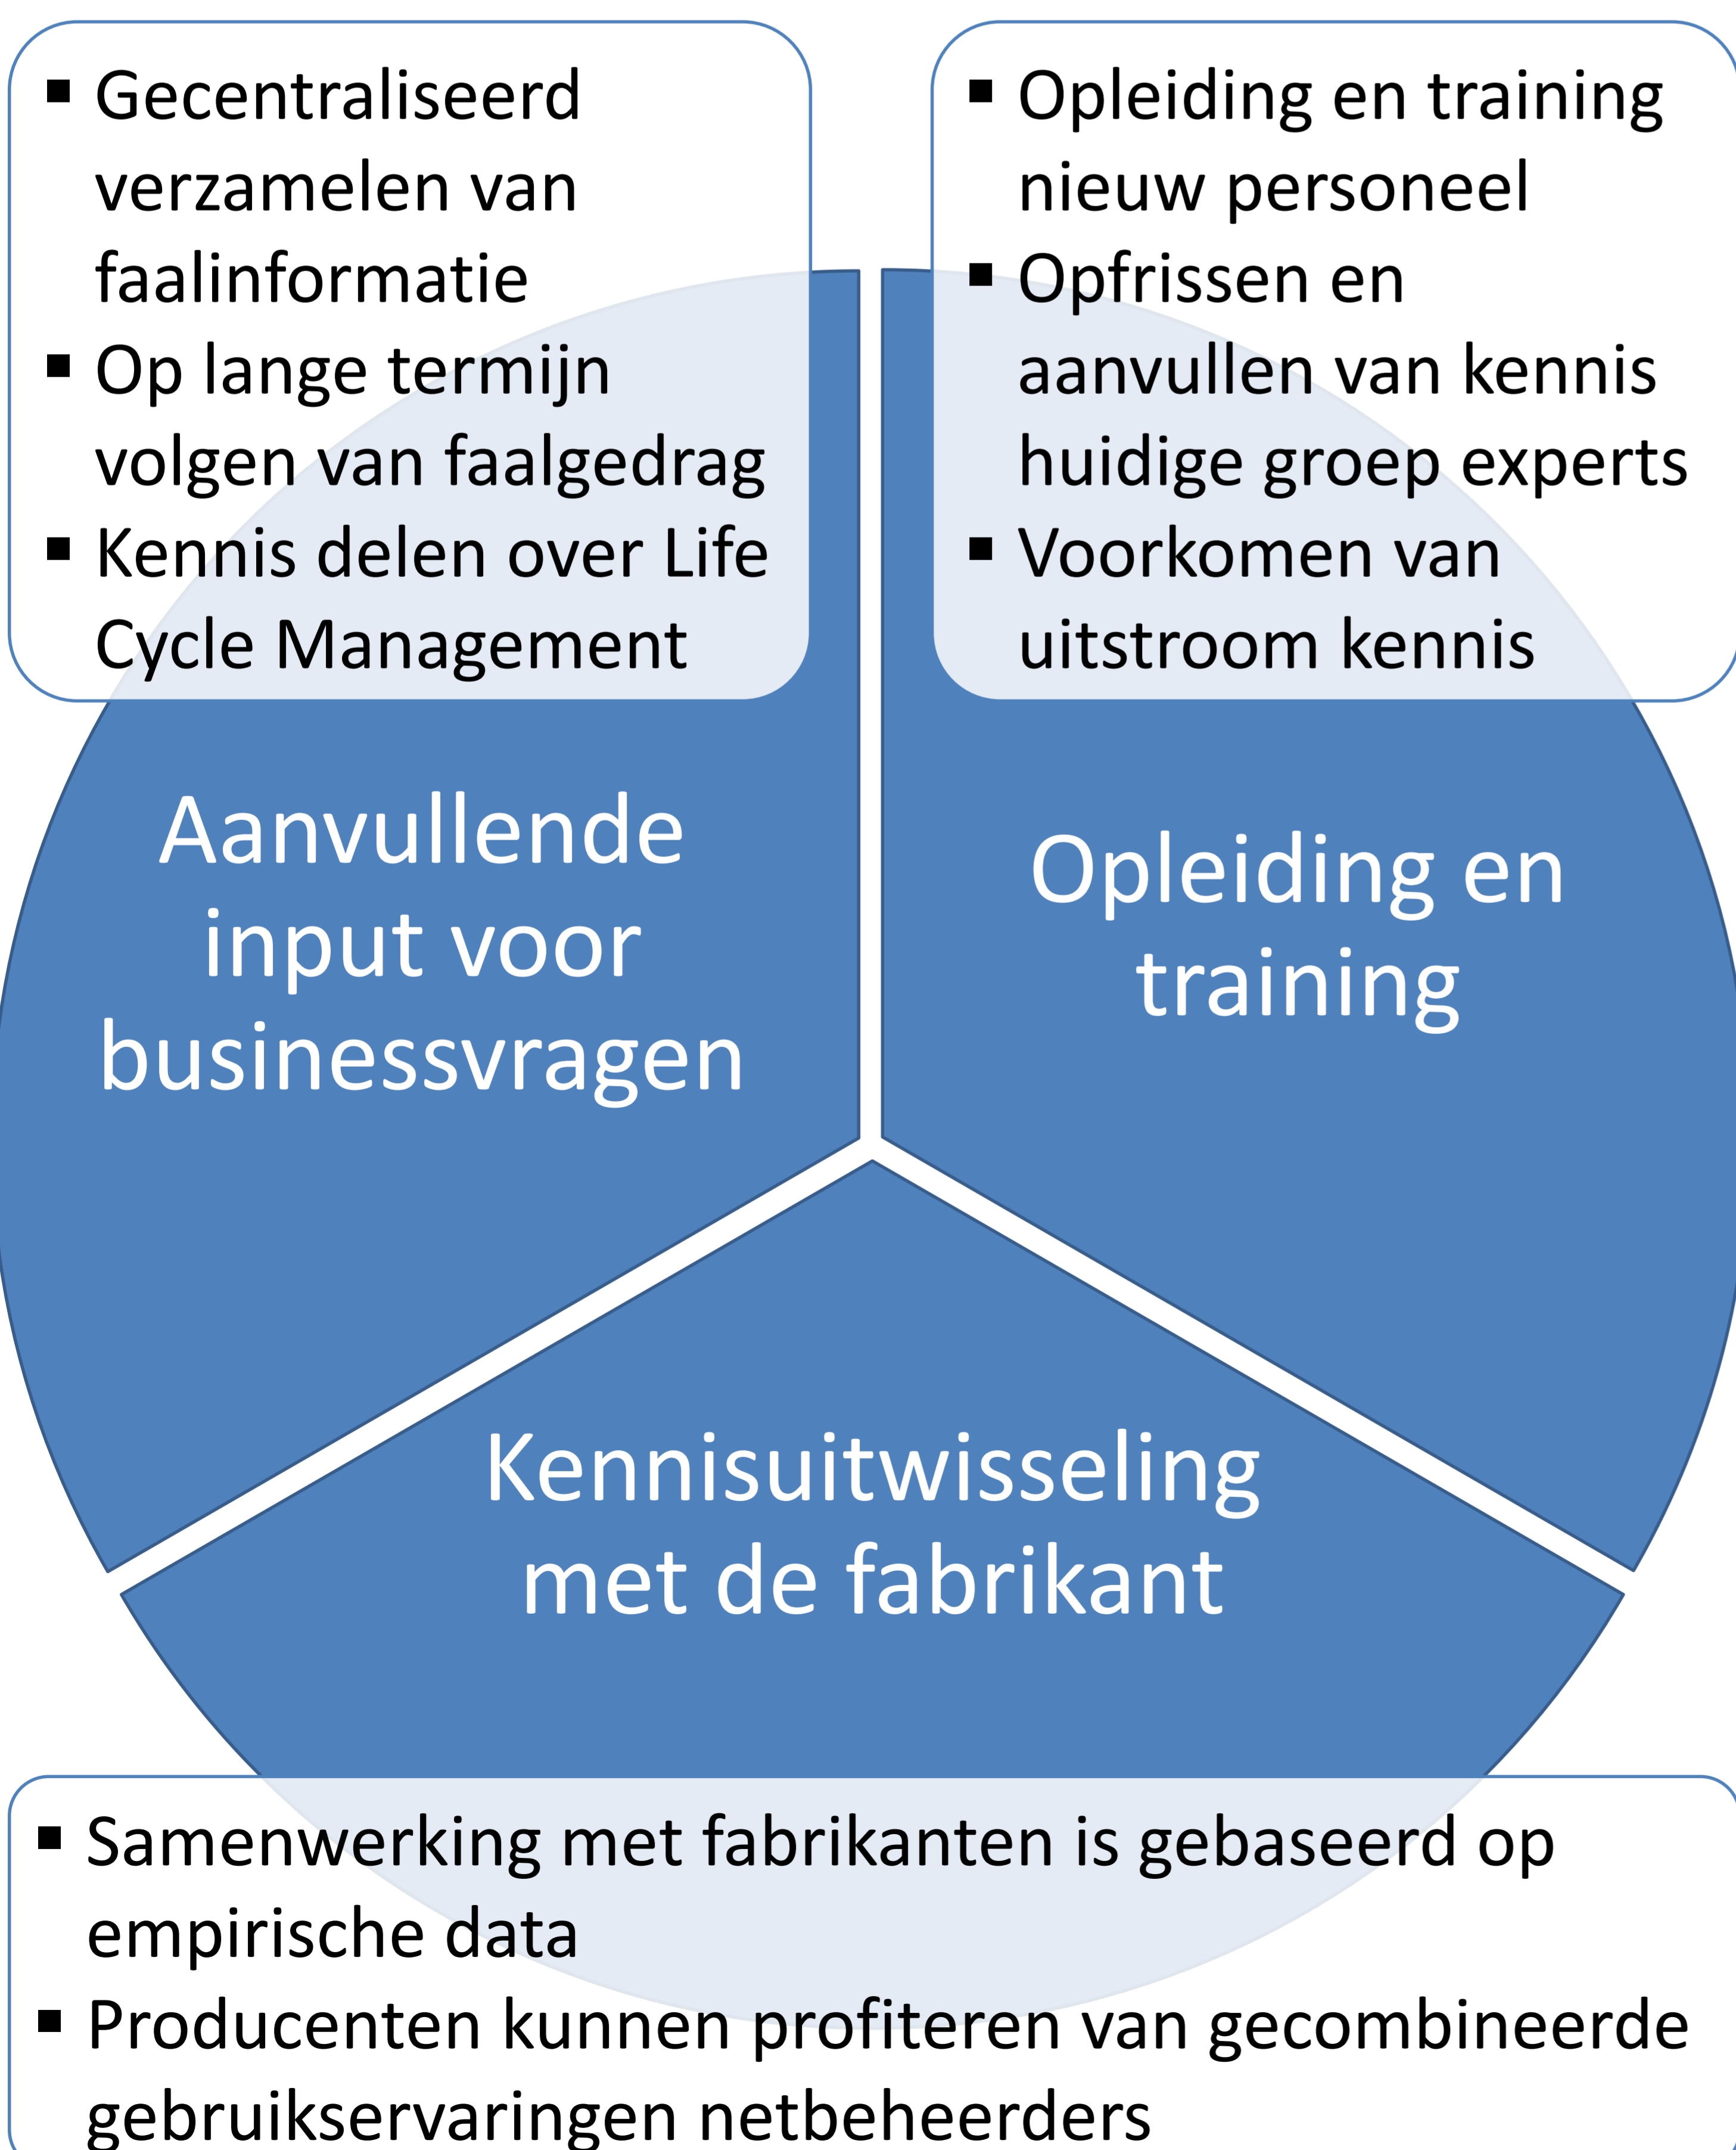 ▪ Gecentraliseerd
verzamelen van
faalinformatie
▪ Op lange termijn
volgen van faalgedrag
▪ Kennis delen over Life
Cycle Management
▪ Opleiding en training
nieuw personeel
▪ Opfrissen en
aanvullen van kennis
huidige groep experts
▪ Voorkomen van
uitstroom kennis
Aanvullende
input voor
businessvragen
Opleiding en
training
Kennisuitwisseling
met de fabrikant
▪ Samenwerking met fabrikanten is gebaseerd op
empirische data
▪ Producenten kunnen profiteren van gecombineerde
gebruikservaringen netbeheerders